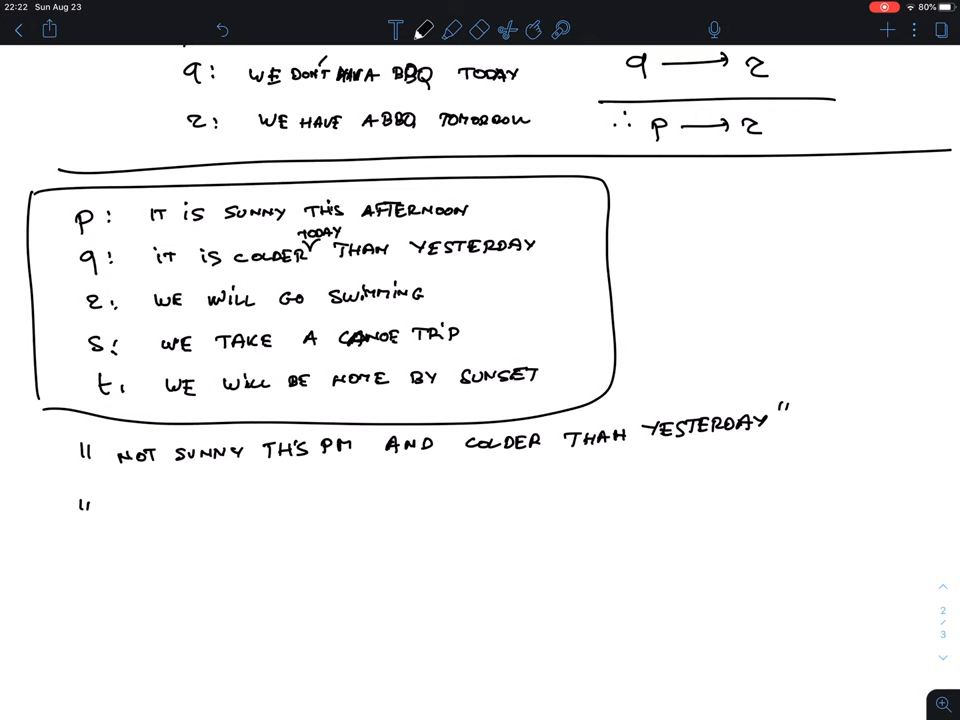 22:22 Sun Aug 23 80%
q: WE DON'T HAVE A BBQ TODAY q → r
r: WE HAVE A BBQ TOMORROW ∴ p → r
p: IT IS SUNNY THIS AFTERNOON
q: IT IS COLDER TODAY THAN YESTERDAY
r: WE WILL GO SWIMMING
s: WE TAKE A CANOE TRIP
t: WE WILL BE HOME BY SUNSET
" NOT SUNNY THIS PM AND COLDER THAN YESTERDAY "
"
2
/
3